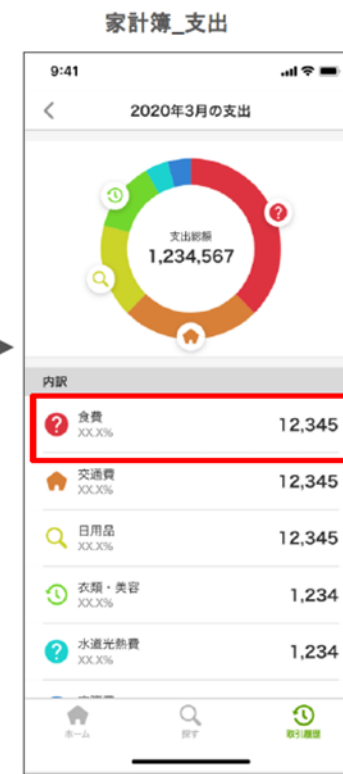 家計簿_支出
9:41
2020年3月の支出
支出総額
1,234,567
内訳
食費
XX.X%
12,345
交通費
XX.X%
12,345
日用品
XX.X%
12,345
衣類・美容
XX.X%
1,234
水道光熱費
XX.X%
1,234
ホーム
探す
取引履歴